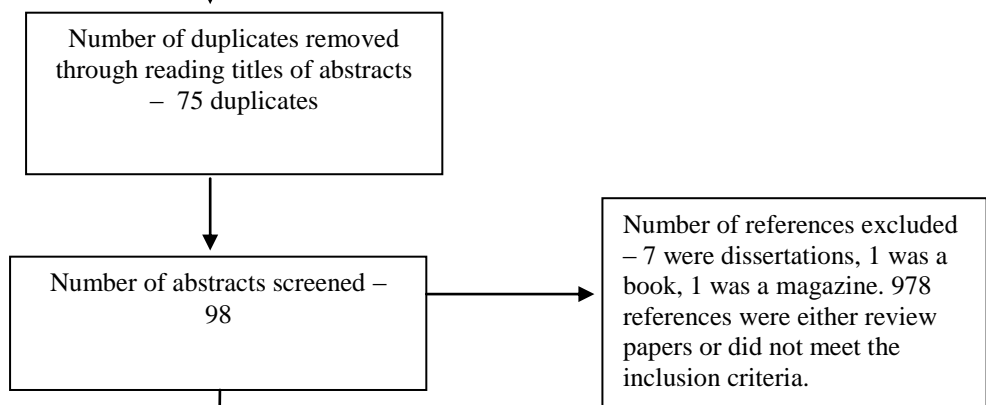 Number of duplicates removed
through reading titles of abstracts
– 75 duplicates
Number of abstracts screened –
98
Number of references excluded
– 7 were dissertations, 1 was a
book, 1 was a magazine. 978
references were either review
papers or did not meet the
inclusion criteria.